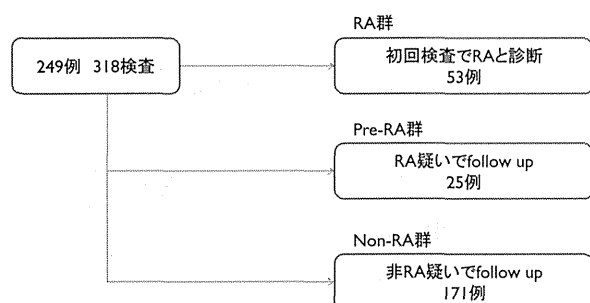 RA群
249例 318検査
初回検査でRAと診断
53例
Pre-RA群
RA疑いでfollow up
25例
Non-RA群
非RA疑いでfollow up
171例